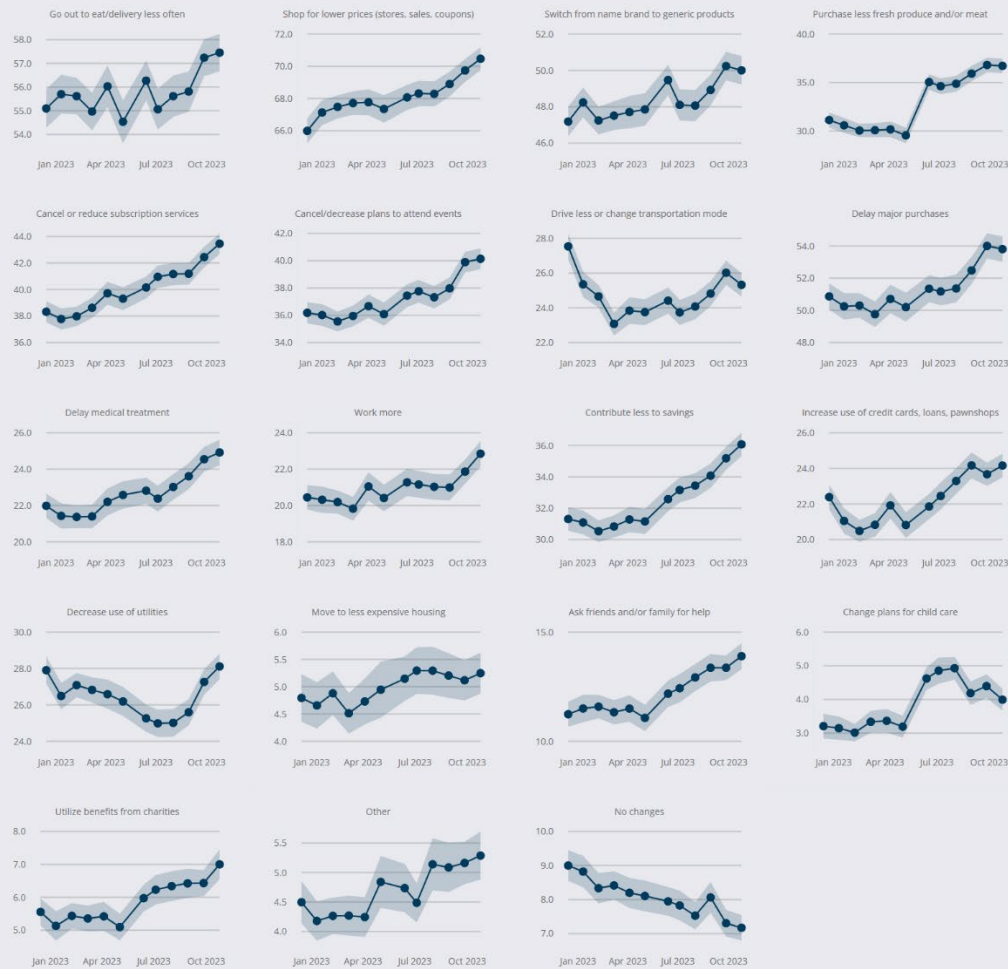 Go out to eat/delivery less often
58.0
57.0
56.0
55.0
54.0
Jan 2023 Apr 2023 Jul 2023 Oct 2023
Shop for lower prices (stores, sales, coupons)
72.0
70.0
68.0
66.0
Jan 2023 Apr 2023 Jul 2023 Oct 2023
Switch from name brand to generic products
52.0
50.0
48.0
46.0
Jan 2023 Apr 2023 Jul 2023 Oct 2023
Purchase less fresh produce and/or meat
40.0
35.0
30.0
Jan 2023 Apr 2023 Jul 2023 Oct 2023
Cancel or reduce subscription services
44.0
42.0
40.0
38.0
36.0
Jan 2023 Apr 2023 Jul 2023 Oct 2023
Cancel/decrease plans to attend events
42.0
40.0
38.0
36.0
34.0
Jan 2023 Apr 2023 Jul 2023 Oct 2023
Drive less or change transportation mode
28.0
26.0
24.0
22.0
Jan 2023 Apr 2023 Jul 2023 Oct 2023
Delay major purchases
54.0
52.0
50.0
48.0
Jan 2023 Apr 2023 Jul 2023 Oct 2023
Delay medical treatment
26.0
24.0
22.0
20.0
Jan 2023 Apr 2023 Jul 2023 Oct 2023
Work more
24.0
22.0
20.0
18.0
Jan 2023 Apr 2023 Jul 2023 Oct 2023
Contribute less to savings
36.0
34.0
32.0
30.0
Jan 2023 Apr 2023 Jul 2023 Oct 2023
Increase use of credit cards, loans, pawnshops
26.0
24.0
22.0
20.0
Jan 2023 Apr 2023 Jul 2023 Oct 2023
Decrease use of utilities
30.0
28.0
26.0
24.0
Jan 2023 Apr 2023 Jul 2023 Oct 2023
Move to less expensive housing
6.0
5.5
5.0
4.5
4.0
Jan 2023 Apr 2023 Jul 2023 Oct 2023
Ask friends and/or family for help
15.0
10.0
Jan 2023 Apr 2023 Jul 2023 Oct 2023
Change plans for child care
6.0
5.0
4.0
3.0
Jan 2023 Apr 2023 Jul 2023 Oct 2023
Utilize benefits from charities
8.0
7.0
6.0
5.0
Jan 2023 Apr 2023 Jul 2023 Oct 2023
Other
5.5
5.0
4.5
4.0
Jan 2023 Apr 2023 Jul 2023 Oct 2023
No changes
10.0
9.0
8.0
7.0
Jan 2023 Apr 2023 Jul 2023 Oct 2023